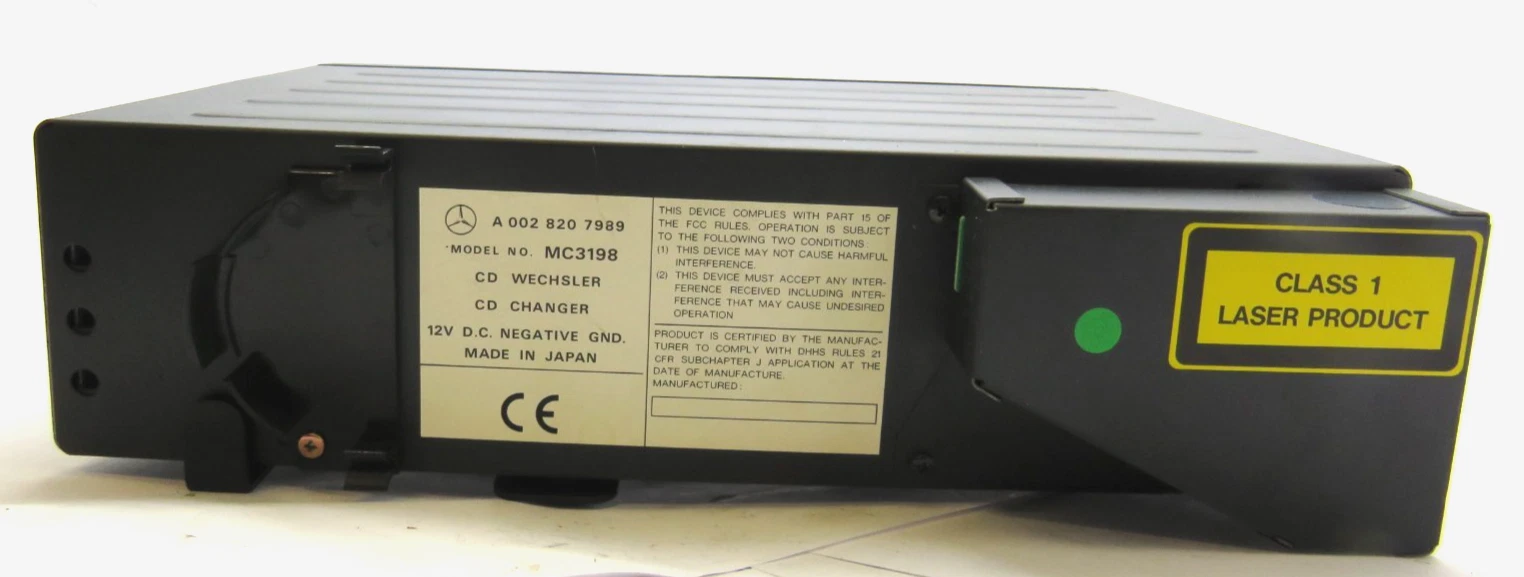 A 002 820 7989
MODEL NO. MC3198
CD WECHSLER
CD CHANGER
12V D.C. NEGATIVE GND.
MADE IN JAPAN
CE
THIS DEVICE COMPLIES WITH PART 15 OF
THE FCC RULES. OPERATION IS SUBJECT
TO THE FOLLOWING TWO CONDITIONS
(1) THIS DEVICE MAY NOT CAUSE HARMFUL
INTERFERENCE.
(2) THIS DEVICE MUST ACCEPT ANY INTER-
FERENCE RECEIVED INCLUDING INTER-
FERENCE THAT MAY CAUSE UNDESIRED
OPERATION
PRODUCT IS CERTIFIED BY THE MANUFAC-
TURER TO COMPLY WITH DHHS RULES 21
CFR SUBCHAPTER J APPLICATION AT THE
DATE OF MANUFACTURE.
MANUFACTURED:
CLASS 1
LASER PRODUCT